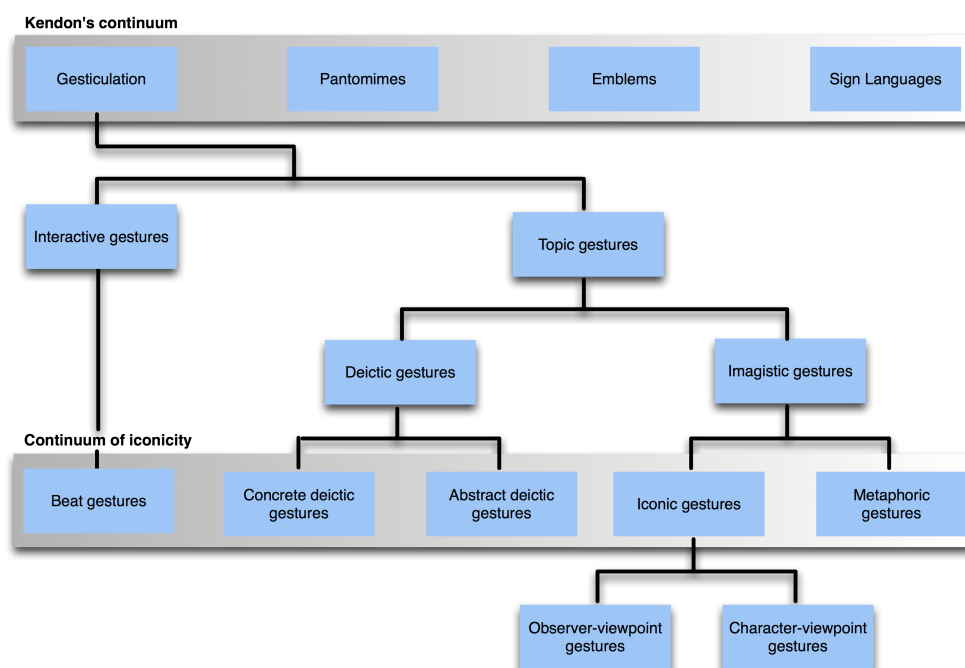 Kendon's continuum
Gesticulation
Pantomimes
Emblems
Sign Languages
Interactive gestures
Topic gestures
Deictic gestures
Imagistic gestures
Continuum of iconicity
Beat gestures
Concrete deictic
gestures
Abstract deictic
gestures
Iconic gestures
Metaphoric
gestures
Observer-viewpoint
gestures
Character-viewpoint
gestures